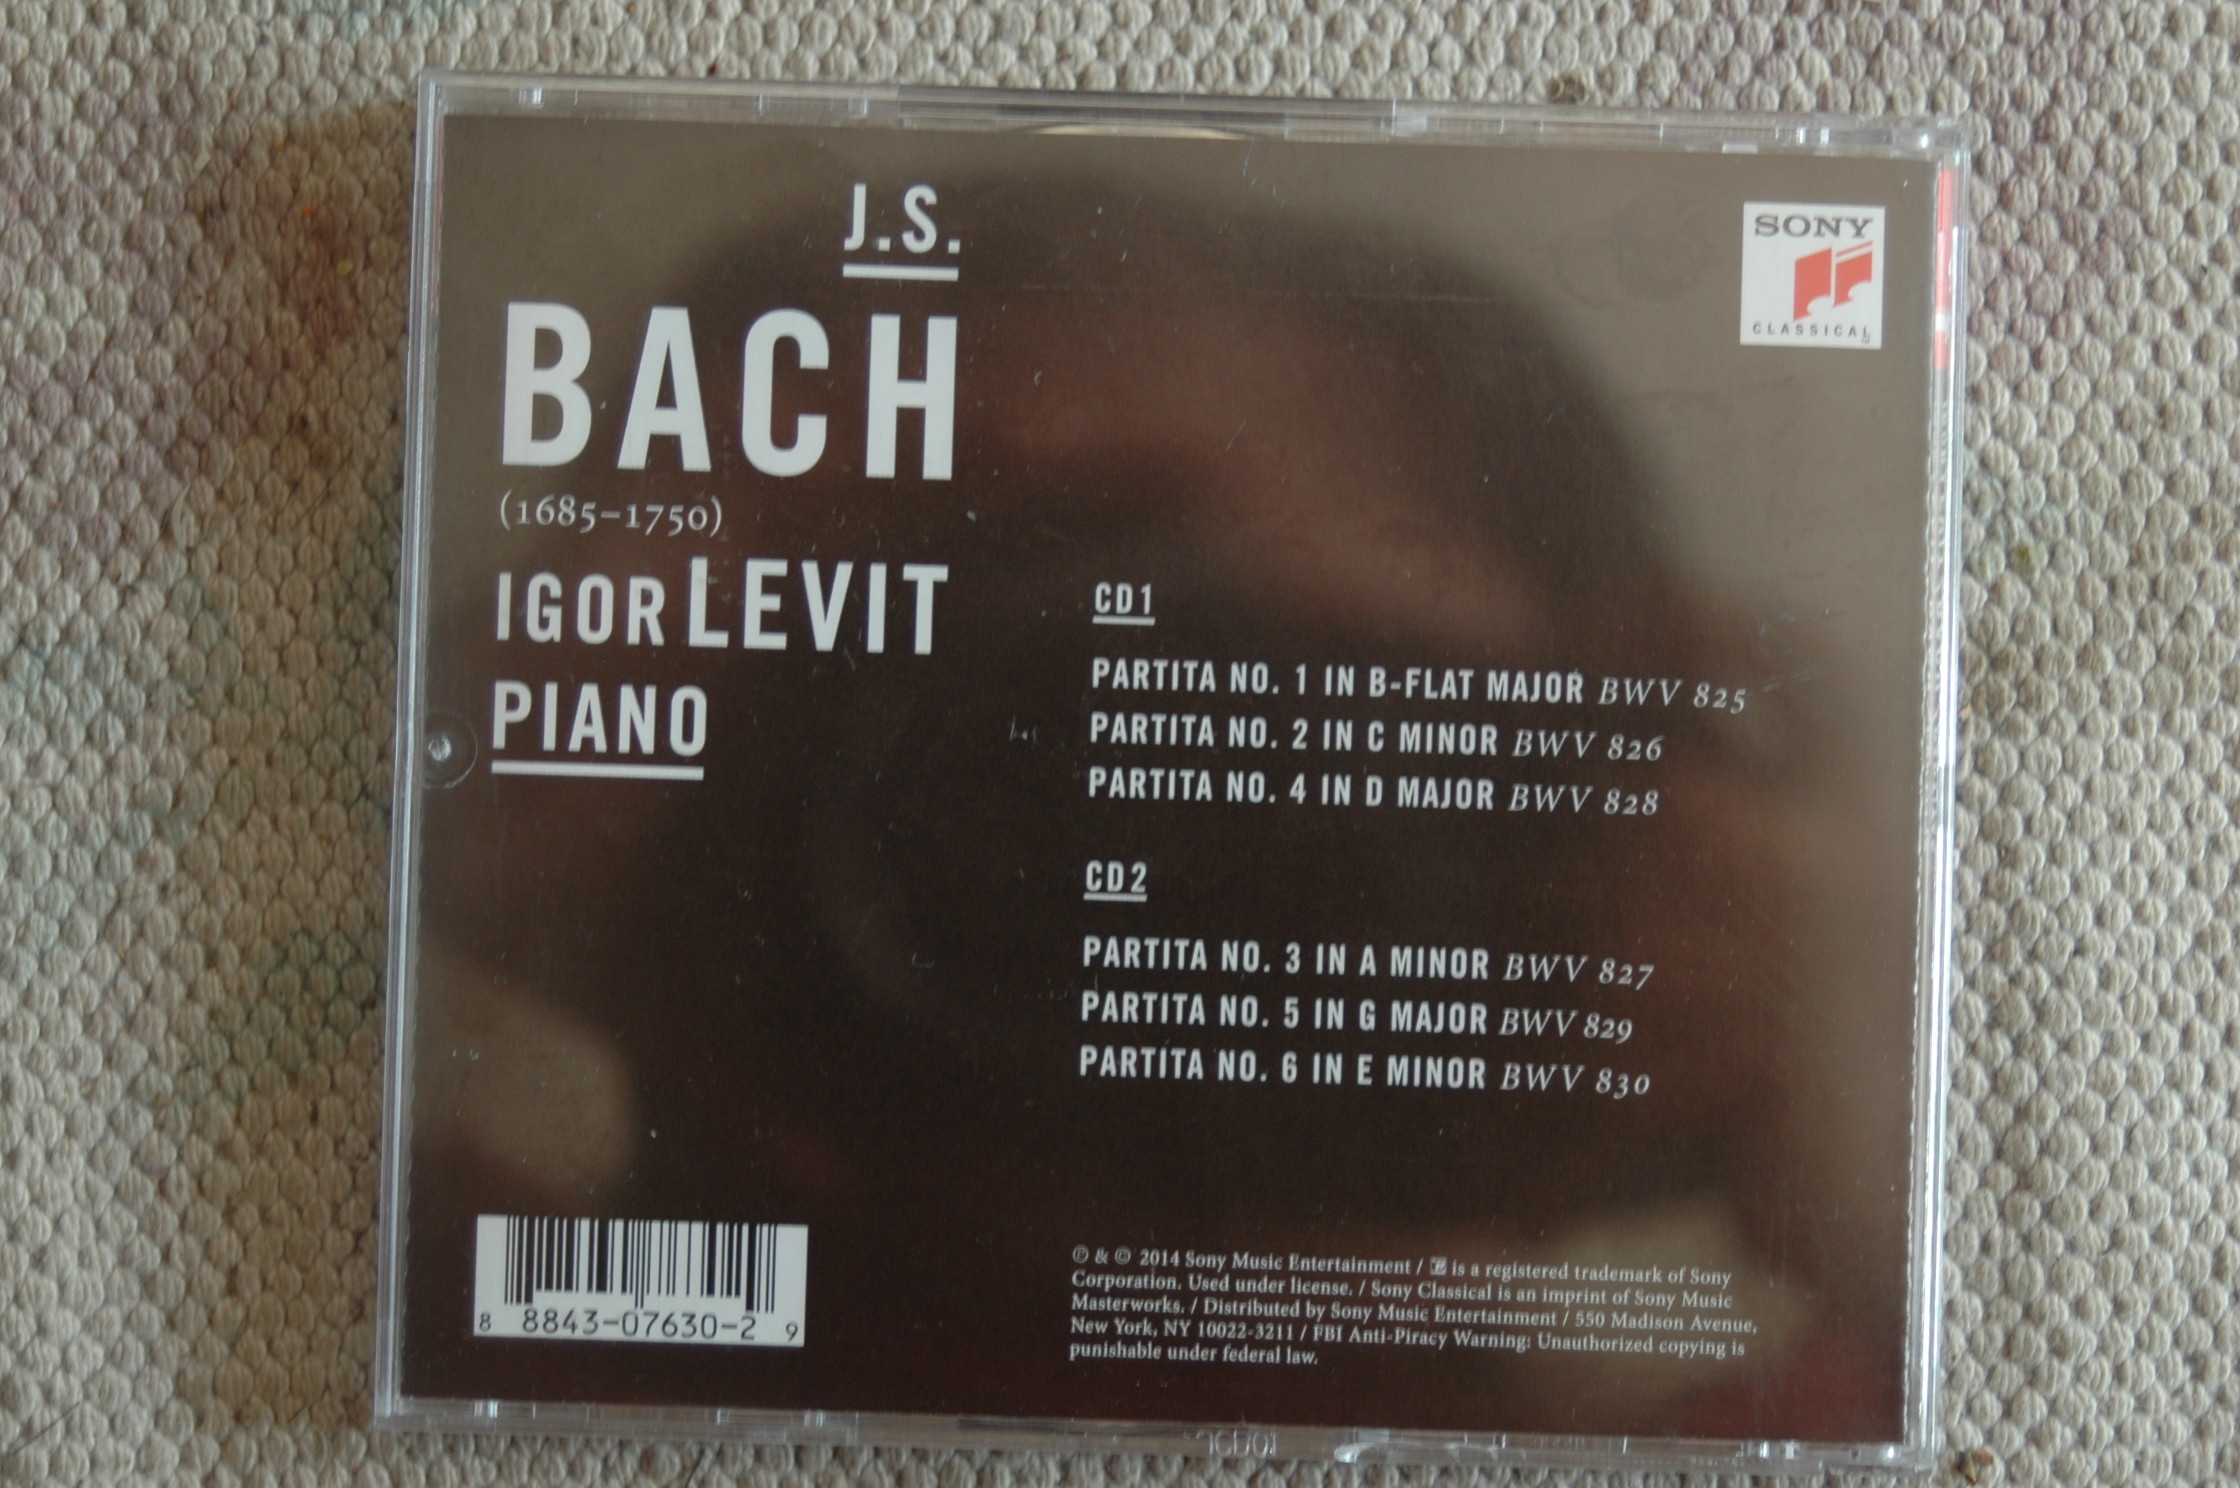 J.S.
BACH
(1685–1750)
IGOR LEVIT
PIANO
SONY
CLASSICAL
CD1
PARTITA NO. 1 IN B-FLAT MAJOR BWV 825
PARTITA NO. 2 IN C MINOR BWV 826
PARTITA NO. 4 IN D MAJOR BWV 828
CD2
PARTITA NO. 3 IN A MINOR BWV 827
PARTITA NO. 5 IN G MAJOR BWV 829
PARTITA NO. 6 IN E MINOR BWV 830
℗ & © 2014 Sony Music Entertainment / is a registered trademark of Sony
Corporation. Used under license. / Sony Classical is an imprint of Sony Music
Masterworks. / Distributed by Sony Music Entertainment / 550 Madison Avenue,
New York, NY 10022-3211 / FBI Anti-Piracy Warning: Unauthorized copying is
punishable under federal law.
8 8843-07630-2 9